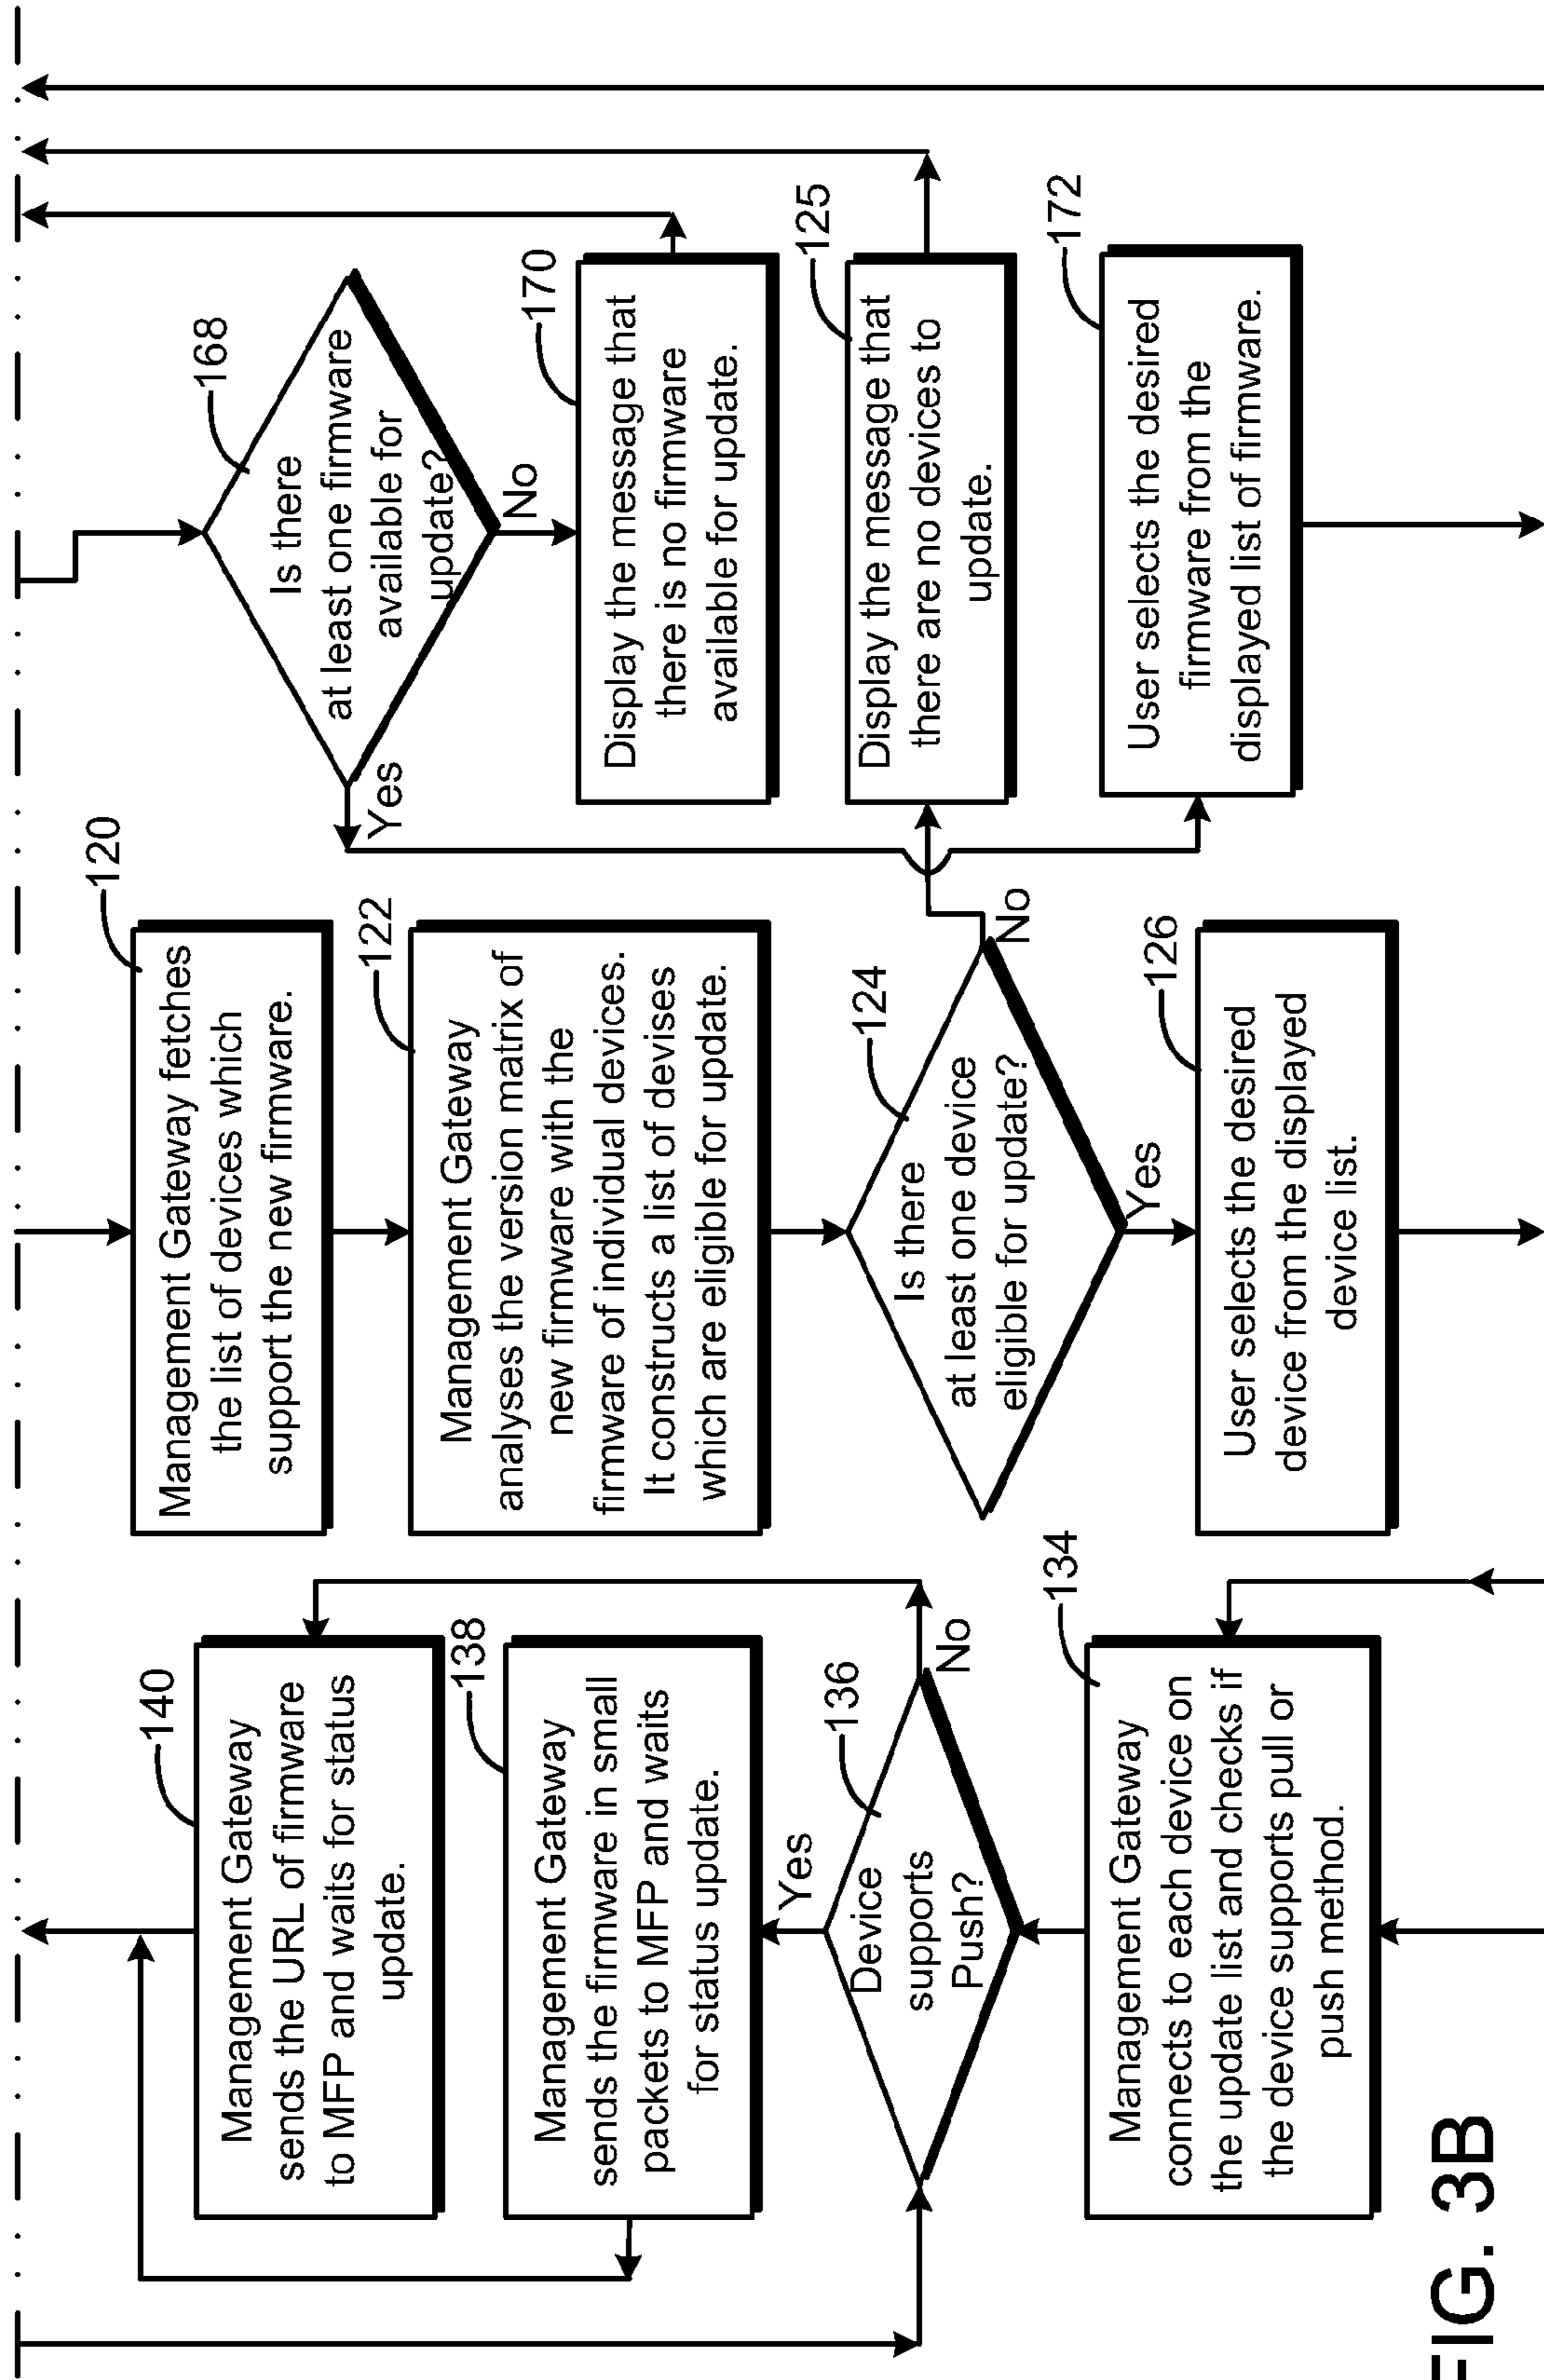 140
Management Gateway
sends the URL of firmware
to MFP and waits for status
update.
138
Management Gateway
sends the firmware in small
packets to MFP and waits
for status update.
Yes
136
Device
supports
Push?
No
134
Management Gateway
connects to each device on
the update list and checks if
the device supports pull or
push method.
120
Management Gateway fetches
the list of devices which
support the new firmware.
122
Management Gateway
analyses the version matrix of
new firmware with the
firmware of individual devices.
It constructs a list of devises
which are eligible for update.
124
Is there
at least one device
eligible for update?
No
Yes
126
User selects the desired
device from the displayed
device list.
168
Is there
at least one firmware
available for
update?
Yes
No
170
Display the message that
there is no firmware
available for update.
125
Display the message that
there are no devices to
update.
172
User selects the desired
firmware from the
displayed list of firmware.
FIG. 3B